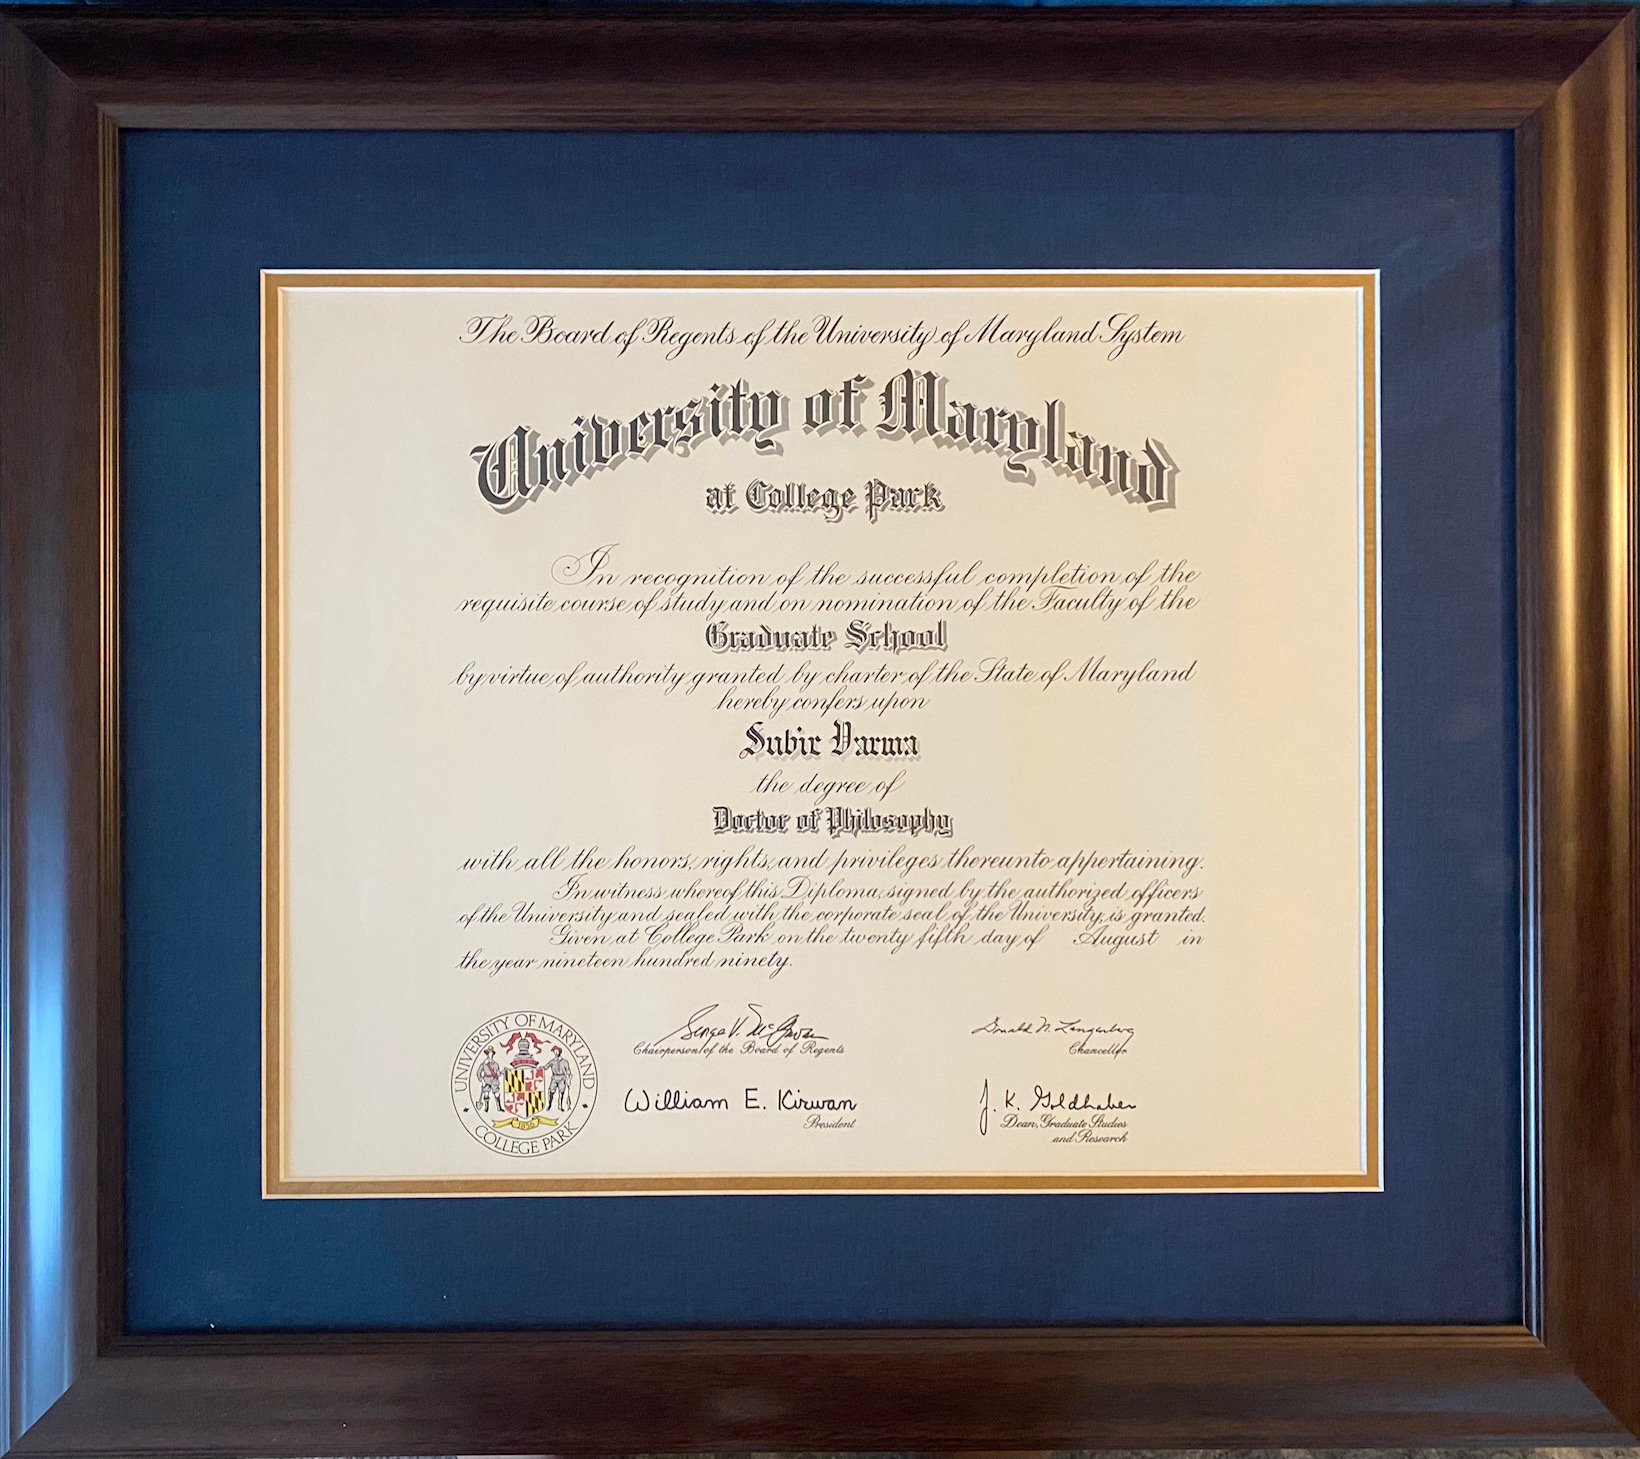 The Board of Regents of the University of Maryland System
University of Maryland
at College Park
In recognition of the successful completion of the
requisite course of study and on nomination of the Faculty of the
Graduate School
by virtue of authority granted by charter of the State of Maryland
hereby confers upon
Subir Varma
the degree of
Doctor of Philosophy
with all the honors, rights, and privileges thereunto appertaining.
In witness whereof this Diploma, signed by the authorized officers
of the University and sealed with the corporate seal of the University, is granted.
Given at College Park on the twenty fifth day of August in
the year nineteen hundred ninety.
UNIVERSITY OF MARYLAND
1856
COLLEGE PARK
George V. McGowan
Chairperson of the Board of Regents
Donald N. Langenberg
Chancellor
William E. Kirwan
President
J. K. Goldhaber
Dean, Graduate Studies
and Research